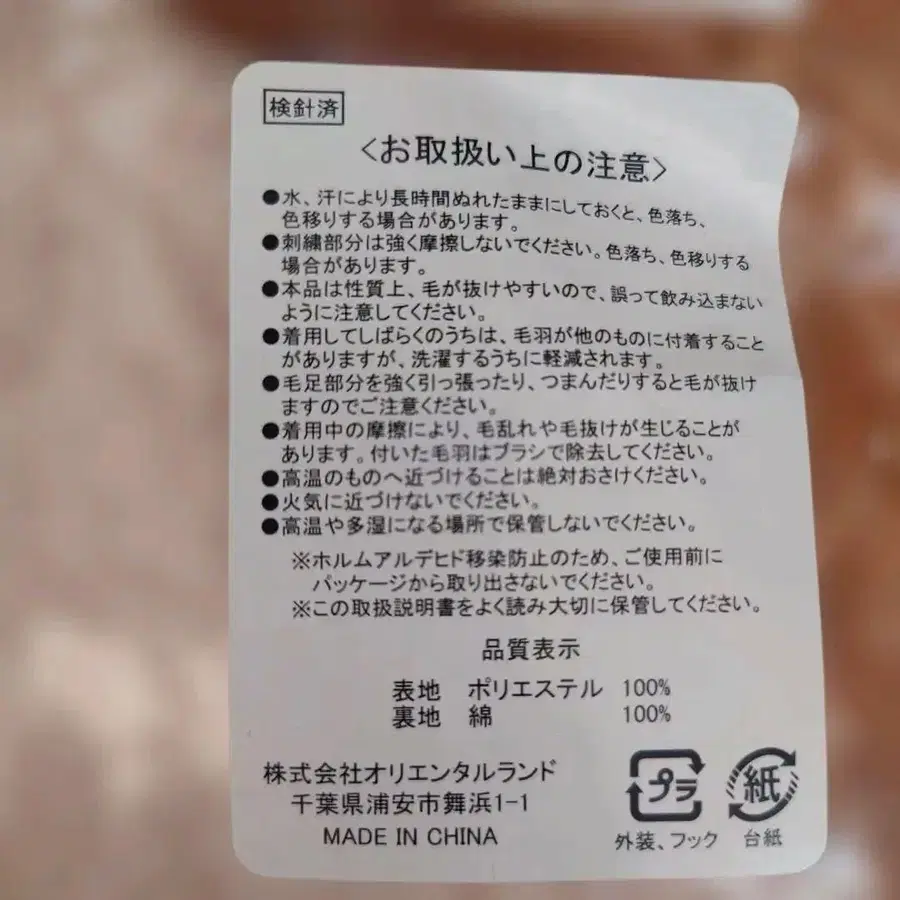 検針済
<お取扱い上の注意>
●水、汗により長時間ぬれたままにしておくと、色落ち、
色移りする場合があります。
●刺繍部分は強く摩擦しないでください。色落ち、色移りする
場合があります。
●本品は性質上、毛が抜けやすいので、誤って飲み込まない
ように注意してください。
●着用してしばらくのうちは、毛羽が他のものに付着すること
がありますが、洗濯するうちに軽減されます。
●毛足部分を強く引っ張ったり、つまんだりすると毛が抜け
ますのでご注意ください。
●着用中の摩擦により、毛乱れや毛抜けが生じることが
あります。付いた毛羽はブラシで除去してください。
●高温のものへ近づけることは絶対おさけください。
●火気に近づけないでください。
●高温や多湿になる場所で保管しないでください。
※ホルムアルデヒド移染防止のため、ご使用前に
パッケージから取り出さないでください。
※この取扱説明書をよく読み大切に保管してください。
品質表示
表地 ポリエステル 100%
裏地 綿 100%
株式会社オリエンタルランド
千葉県浦安市舞浜1-1
MADE IN CHINA
プラ
外装、フック
紙
台紙